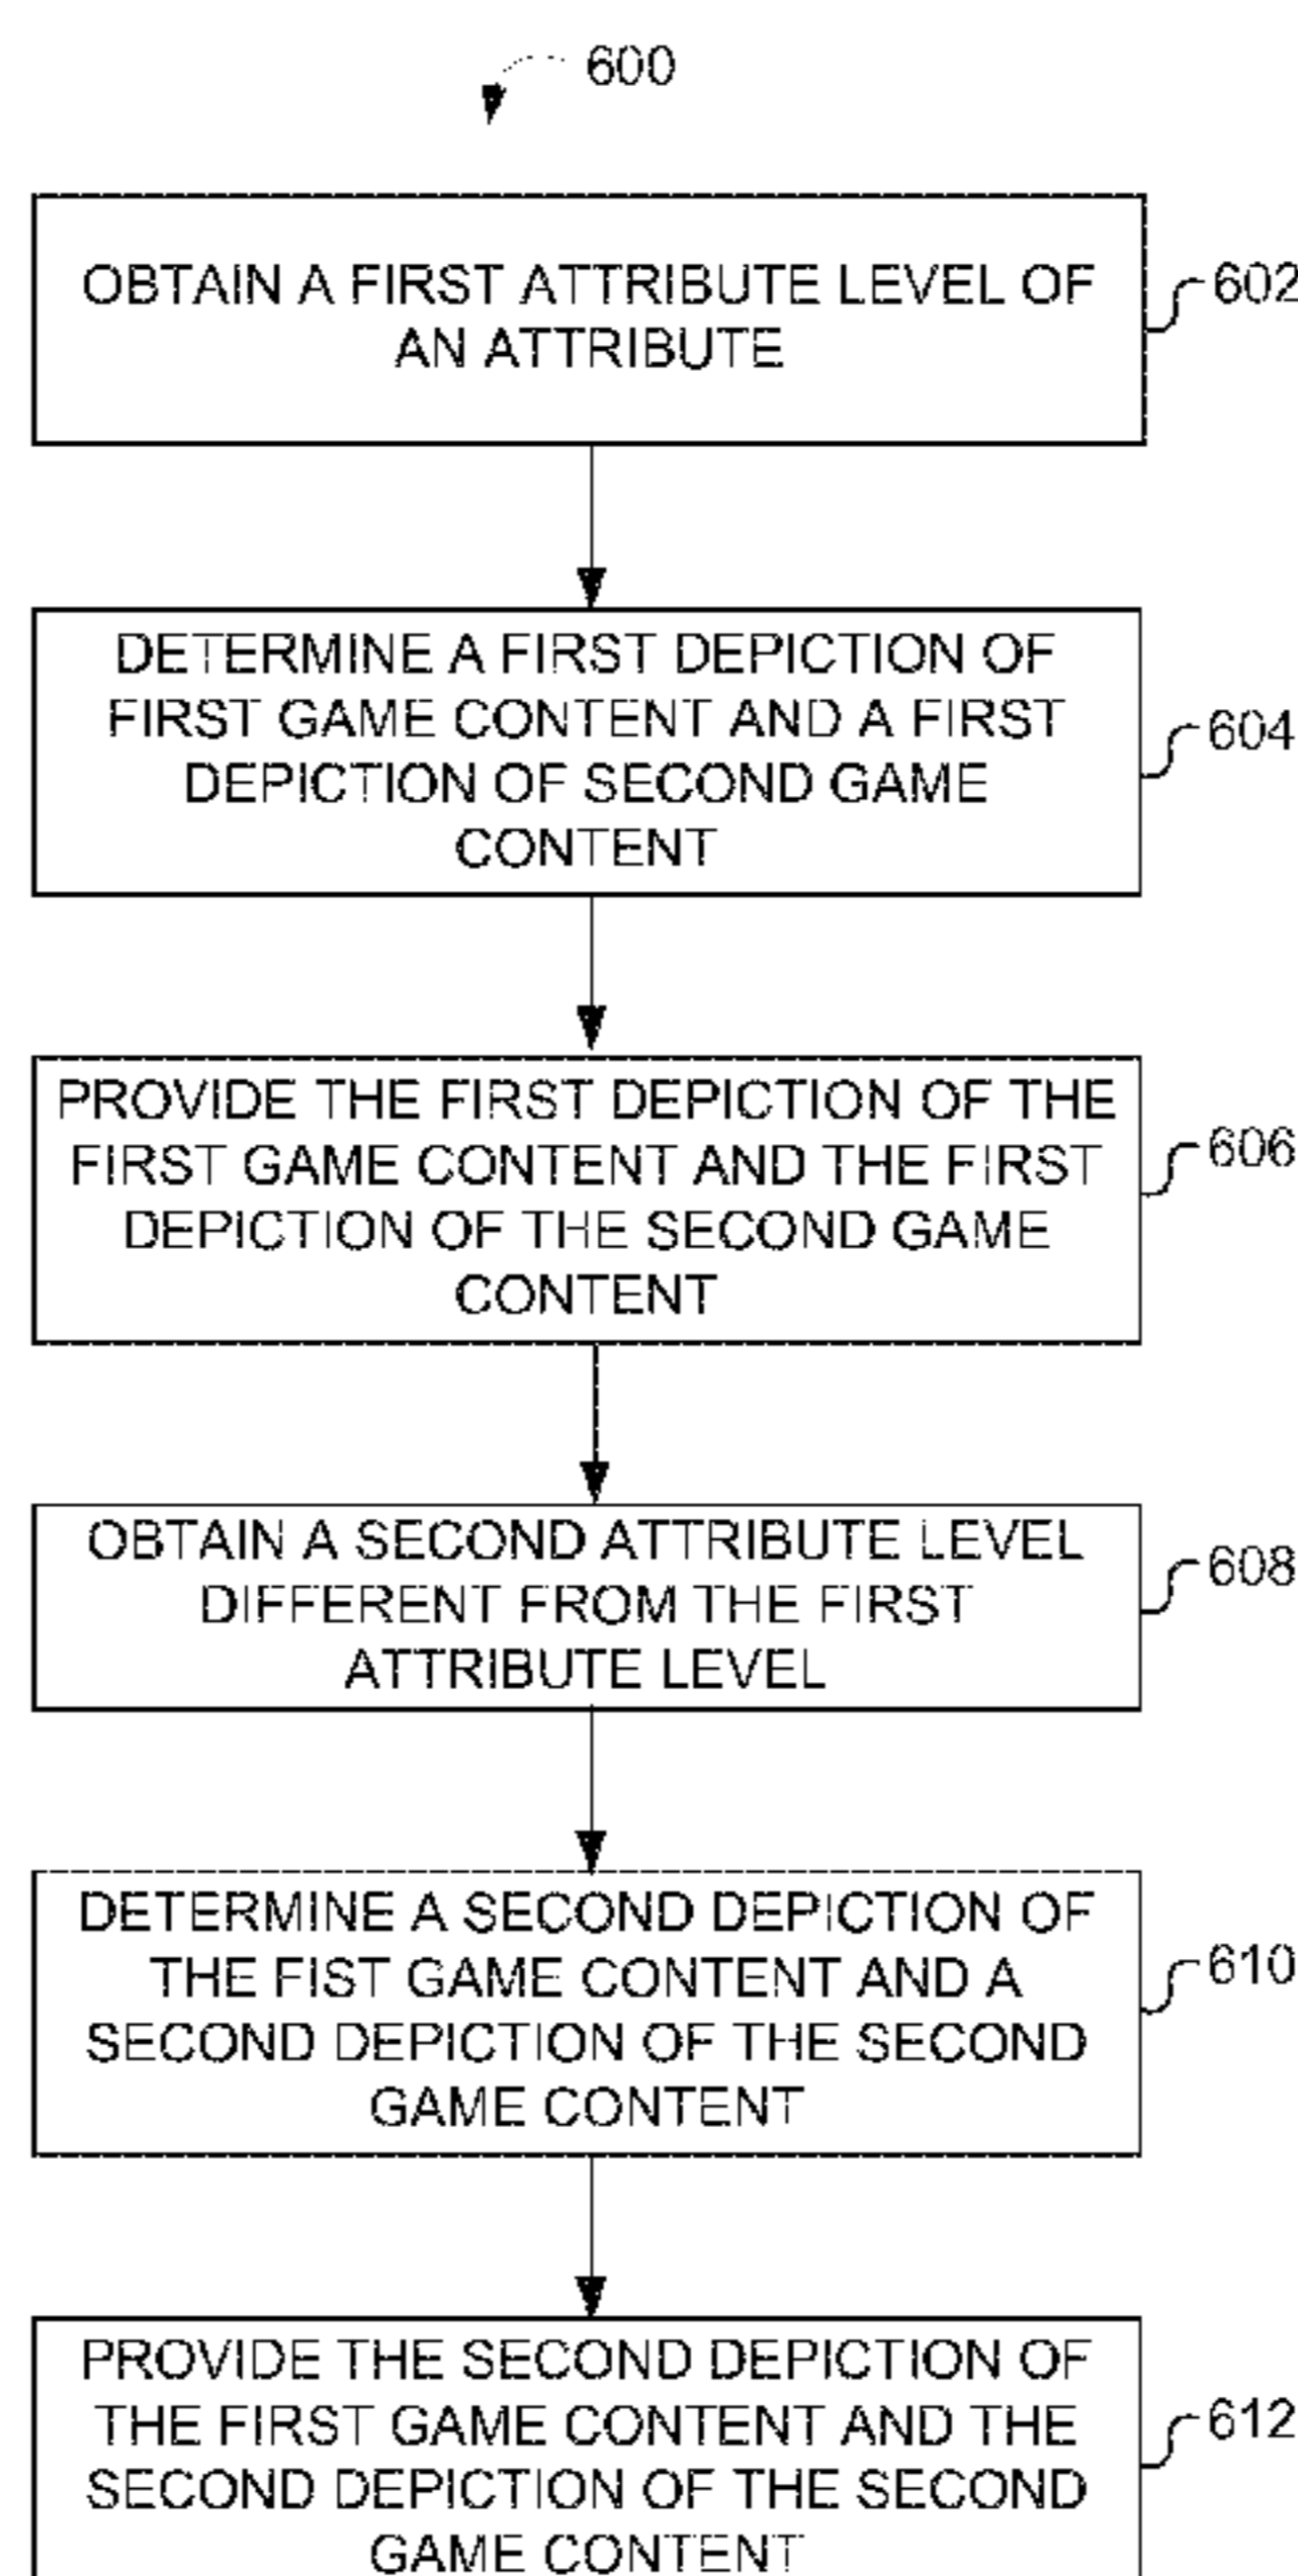 600
OBTAIN A FIRST ATTRIBUTE LEVEL OF
AN ATTRIBUTE
602
DETERMINE A FIRST DEPICTION OF
FIRST GAME CONTENT AND A FIRST
DEPICTION OF SECOND GAME
CONTENT
604
PROVIDE THE FIRST DEPICTION OF THE
FIRST GAME CONTENT AND THE FIRST
DEPICTION OF THE SECOND GAME
CONTENT
606
OBTAIN A SECOND ATTRIBUTE LEVEL
DIFFERENT FROM THE FIRST
ATTRIBUTE LEVEL
608
DETERMINE A SECOND DEPICTION OF
THE FIST GAME CONTENT AND A
SECOND DEPICTION OF THE SECOND
GAME CONTENT
610
PROVIDE THE SECOND DEPICTION OF
THE FIRST GAME CONTENT AND THE
SECOND DEPICTION OF THE SECOND
GAME CONTENT
612